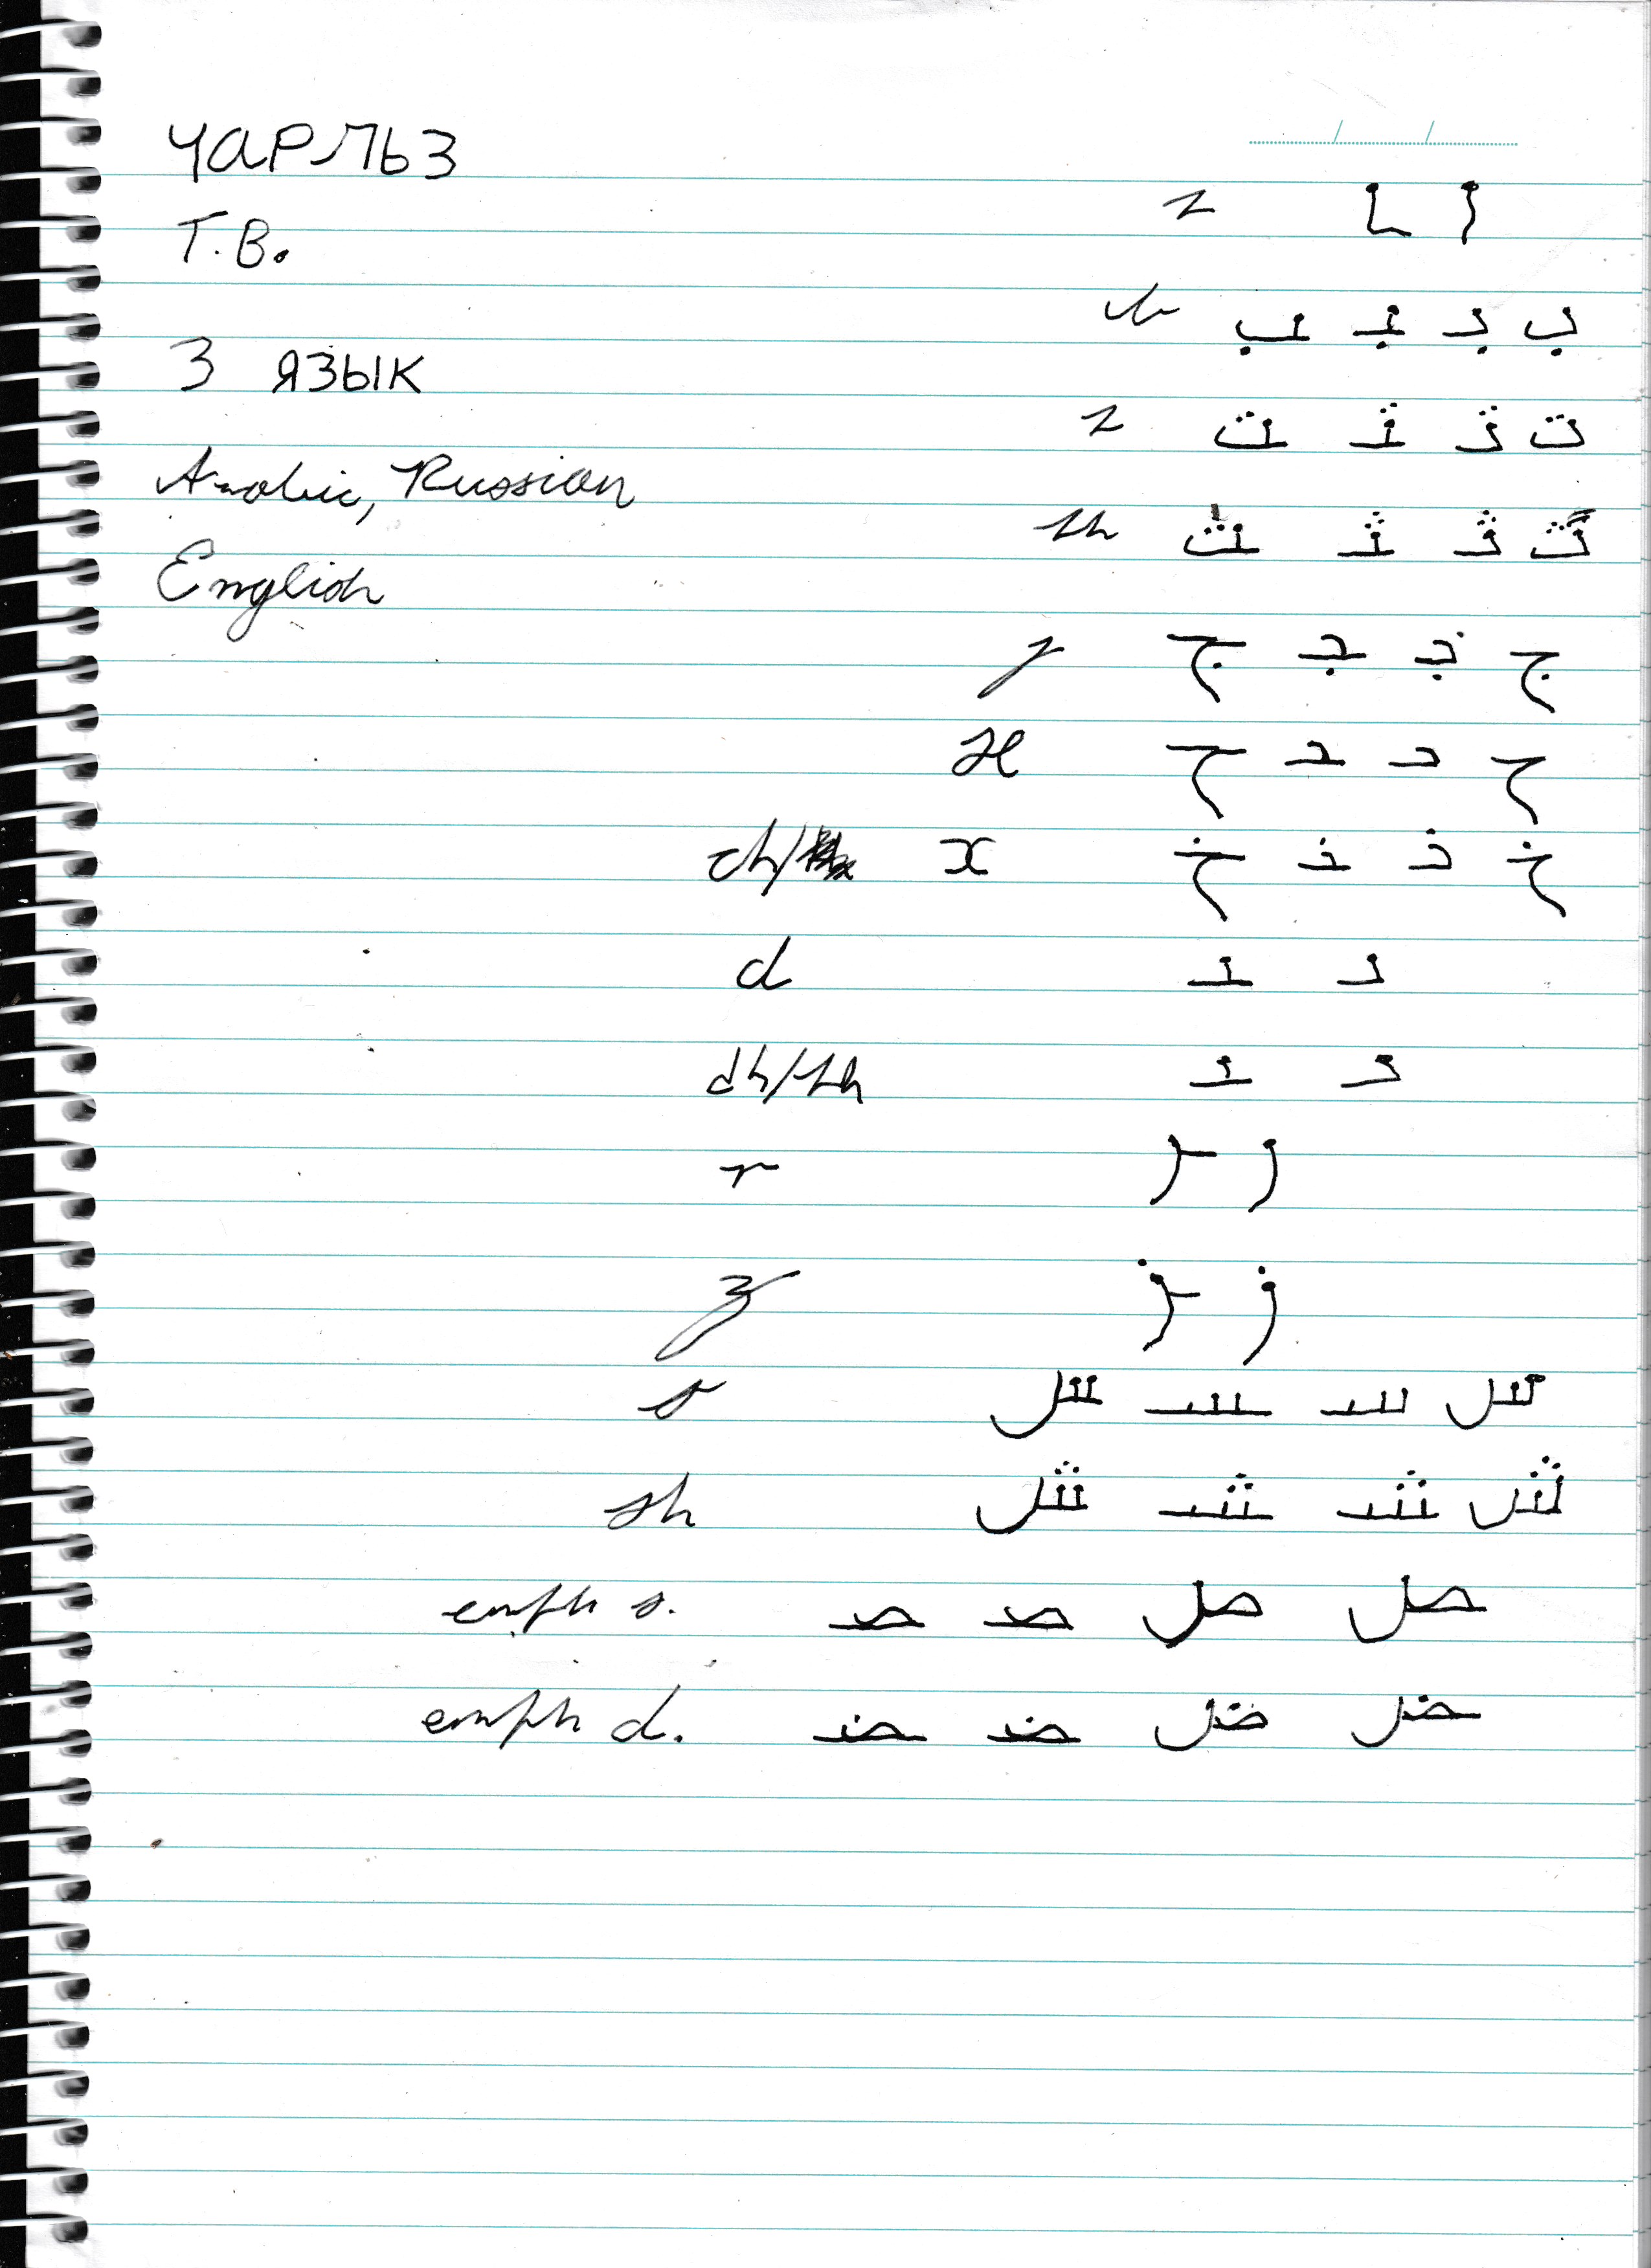 ЧАРЛЬЗ
Т.В.
3 язык
Arabic, Russian
English
ا ـا
ب بـ ـبـ ـب
ت تـ ـتـ ـت
ث ثـ ـثـ ـث th
ج جـ ـجـ ـج j
ح حـ ـحـ ـح H
خ خـ ـخـ ـخ x ch/
د ـد d
dh/th
ر ـر r
ز ـز z
س سـ ـسـ ـس s
ش شـ ـشـ ـش sh
ـص ص صـ ـصـ emph s.
ـض ض ضـ ـضـ emph d.